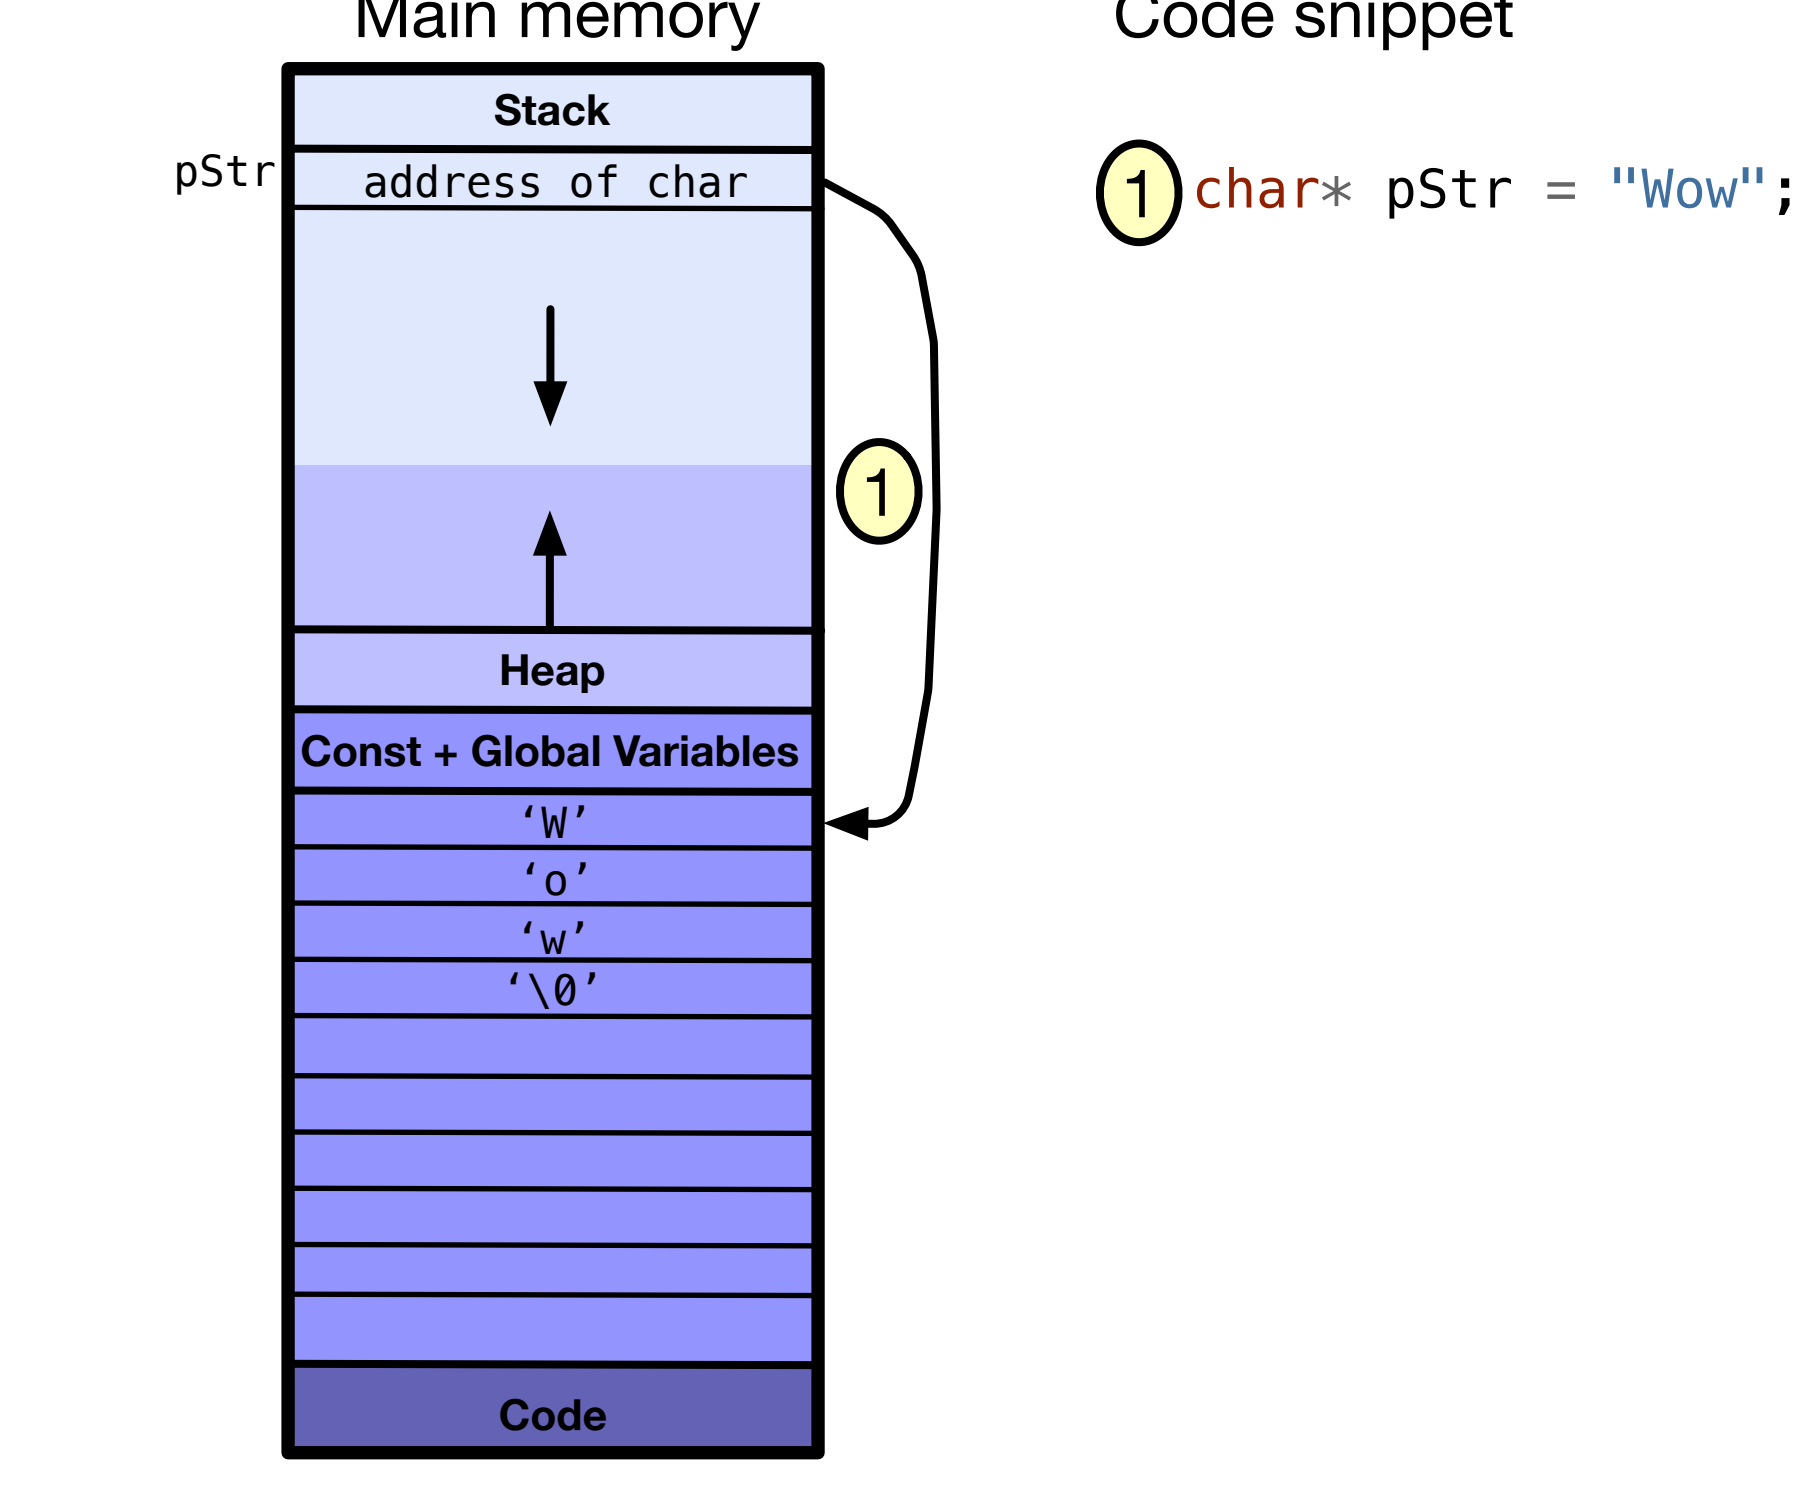 Main memory
Code snippet
Stack
pStr
address of char
1
char* pStr = "Wow";
1
Heap
Const + Global Variables
‘W’
‘o’
‘w’
‘\0’
Code